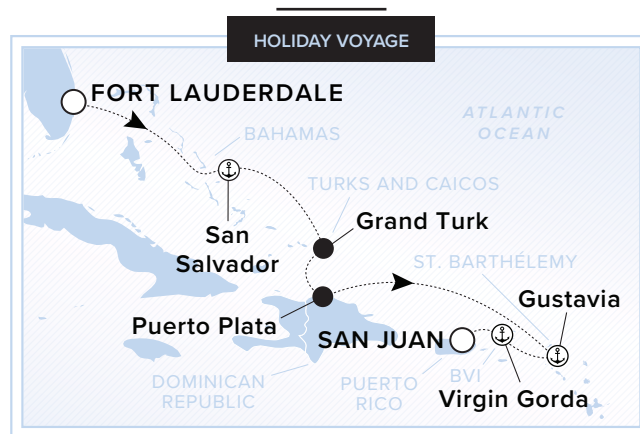 HOLIDAY VOYAGE
FORT LAUDERDALE
ATLANTIC
OCEAN
BAHAMAS
TURKS AND CAICOS
San
Salvador
Grand Turk
ST. BARTHÉLEMY
Gustavia
Puerto Plata
SAN JUAN
DOMINICAN
REPUBLIC
PUERTO
RICO
BVI
Virgin Gorda